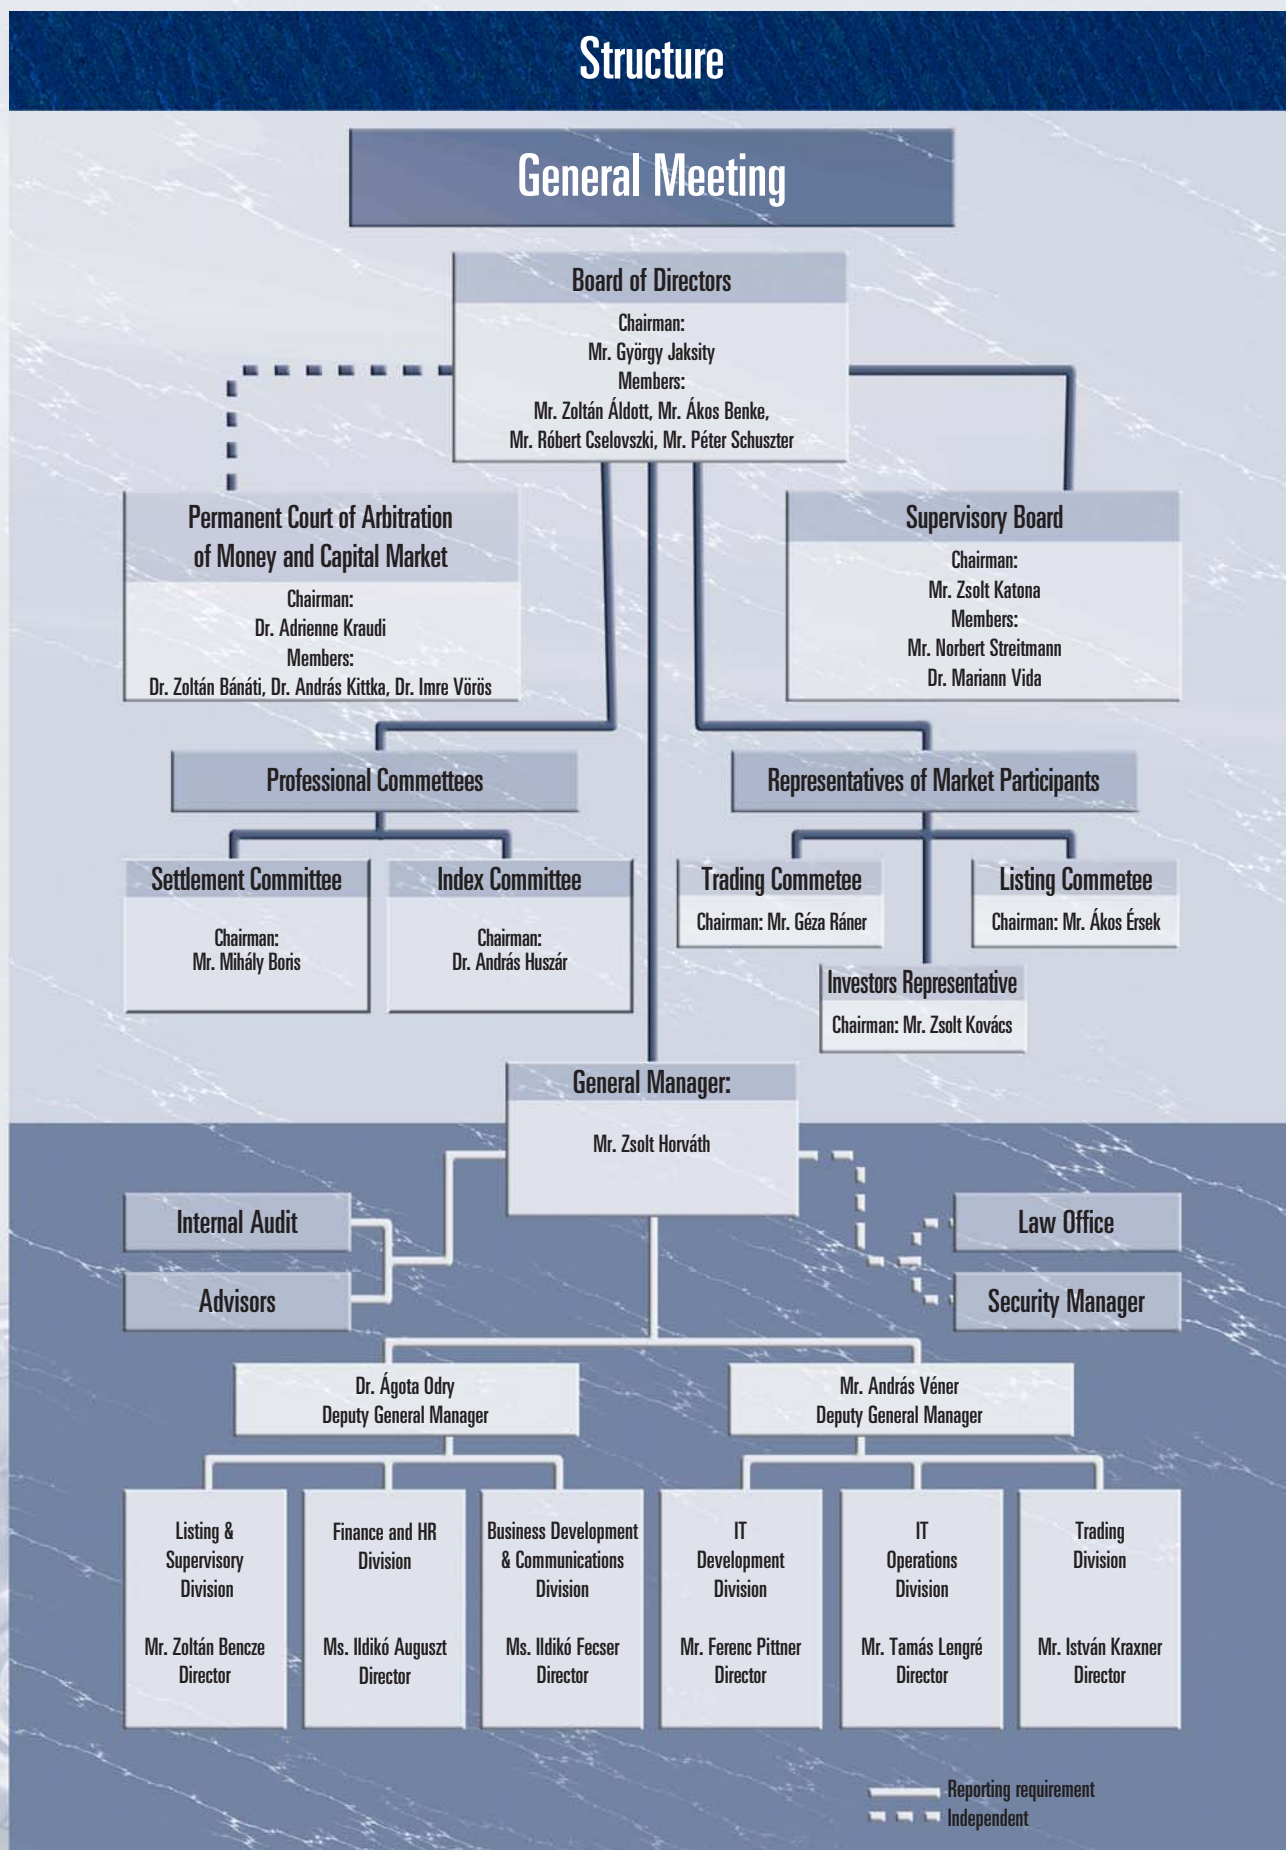 Structure
General Meeting
Board of Directors
Chairman:
Mr. György Jaksity
Members:
Mr. Zoltán Áldott, Mr. Ákos Benke,
Mr. Róbert Cselovszki, Mr. Péter Schuszter
Permanent Court of Arbitration
of Money and Capital Market
Chairman:
Dr. Adrienne Kraudi
Members:
Dr. Zoltán Bánáti, Dr. András Kittka, Dr. Imre Vörös
Supervisory Board
Chairman:
Mr. Zsolt Katona
Members:
Mr. Norbert Streitmann
Dr. Mariann Vida
Professional Commettees
Representatives of Market Participants
Settlement Committee
Chairman:
Mr. Mihály Boris
Index Committee
Chairman:
Dr. András Huszár
Trading Commetee
Chairman: Mr. Géza Ráner
Listing Commetee
Chairman: Mr. Ákos Érsek
Investors Representative
Chairman: Mr. Zsolt Kovács
General Manager:
Mr. Zsolt Horváth
Internal Audit
Advisors
Law Office
Security Manager
Dr. Ágota Odry
Deputy General Manager
Mr. András Véner
Deputy General Manager
Listing &
Supervisory
Division
Mr. Zoltán Bencze
Director
Finance and HR
Division
Ms. Ildikó Auguszt
Director
Business Development
& Communications
Division
Ms. Ildikó Fecser
Director
IT
Development
Division
Mr. Ferenc Pittner
Director
IT
Operations
Division
Mr. Tamás Lengré
Director
Trading
Division
Mr. István Kraxner
Director
Reporting requirement
Independent